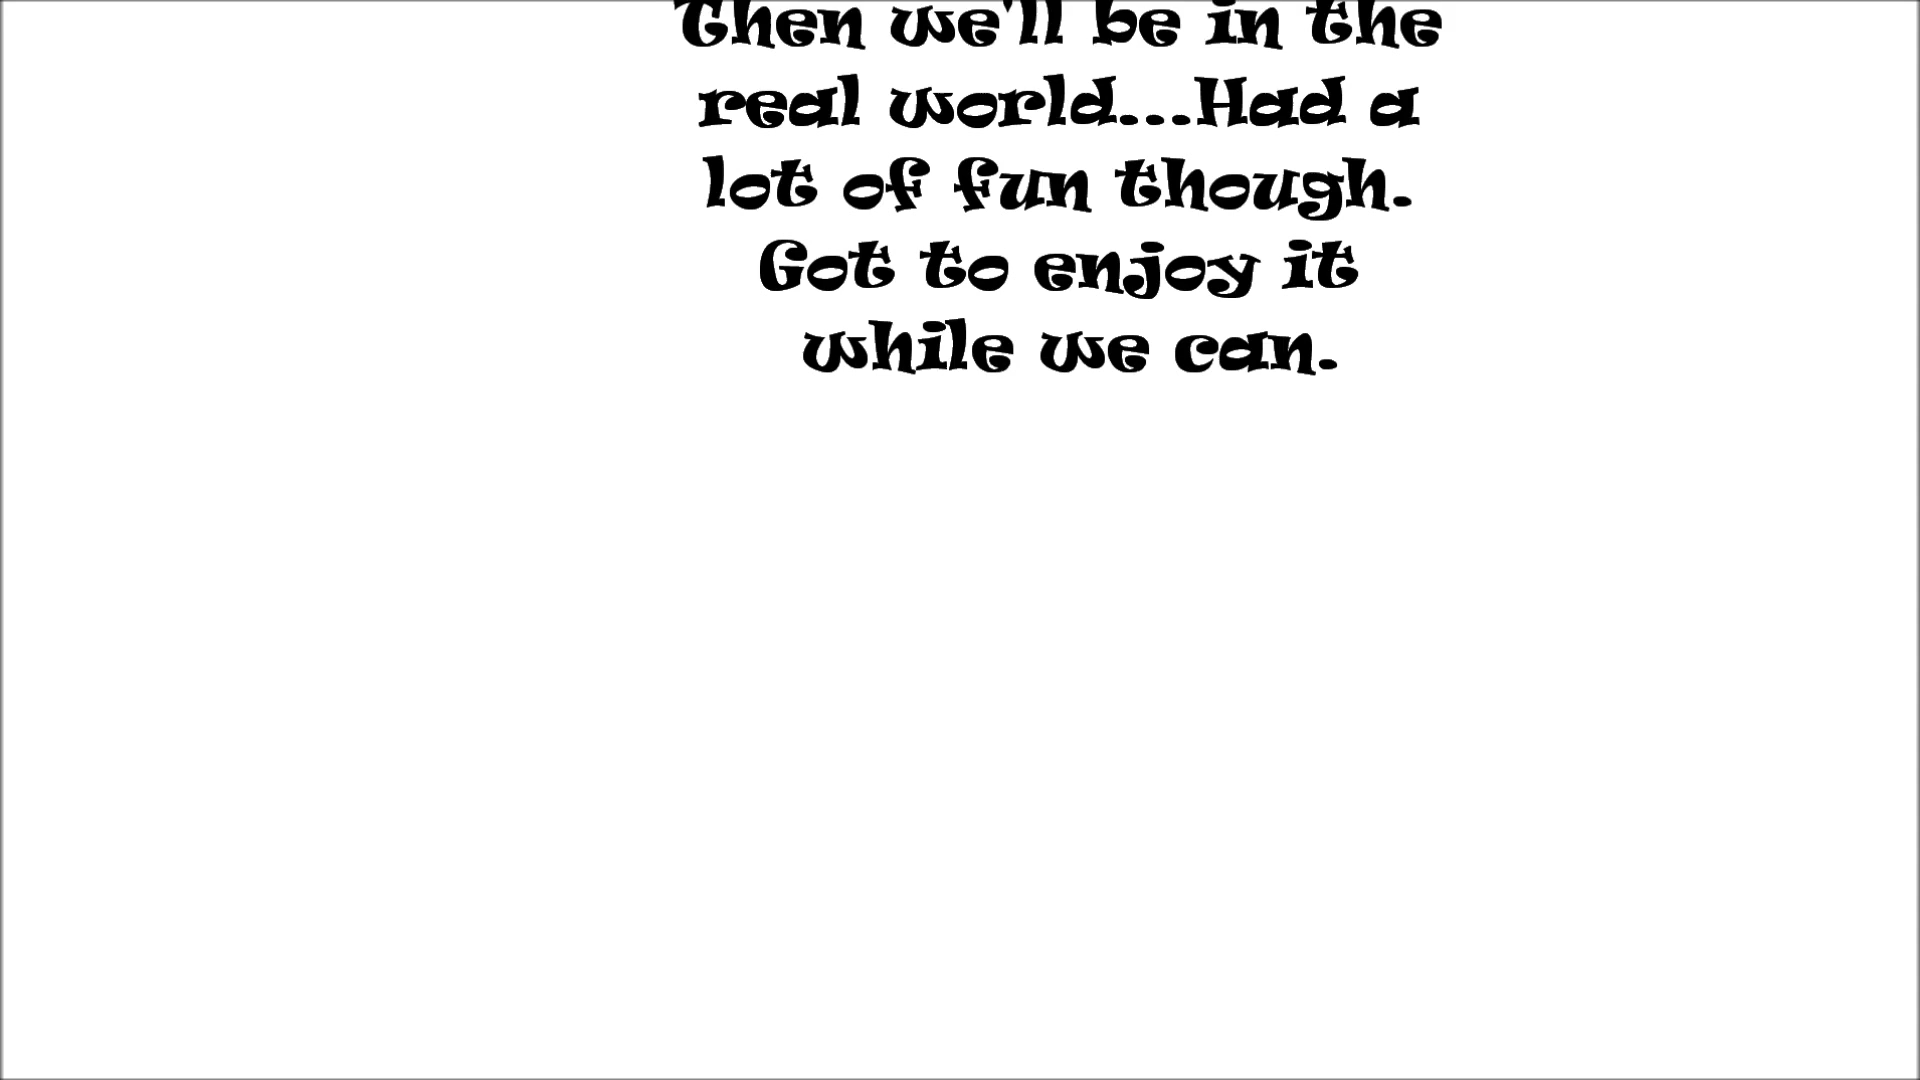 Then we'll be in the
real world...Had a
lot of fun though.
Got to enjoy it
while we can.